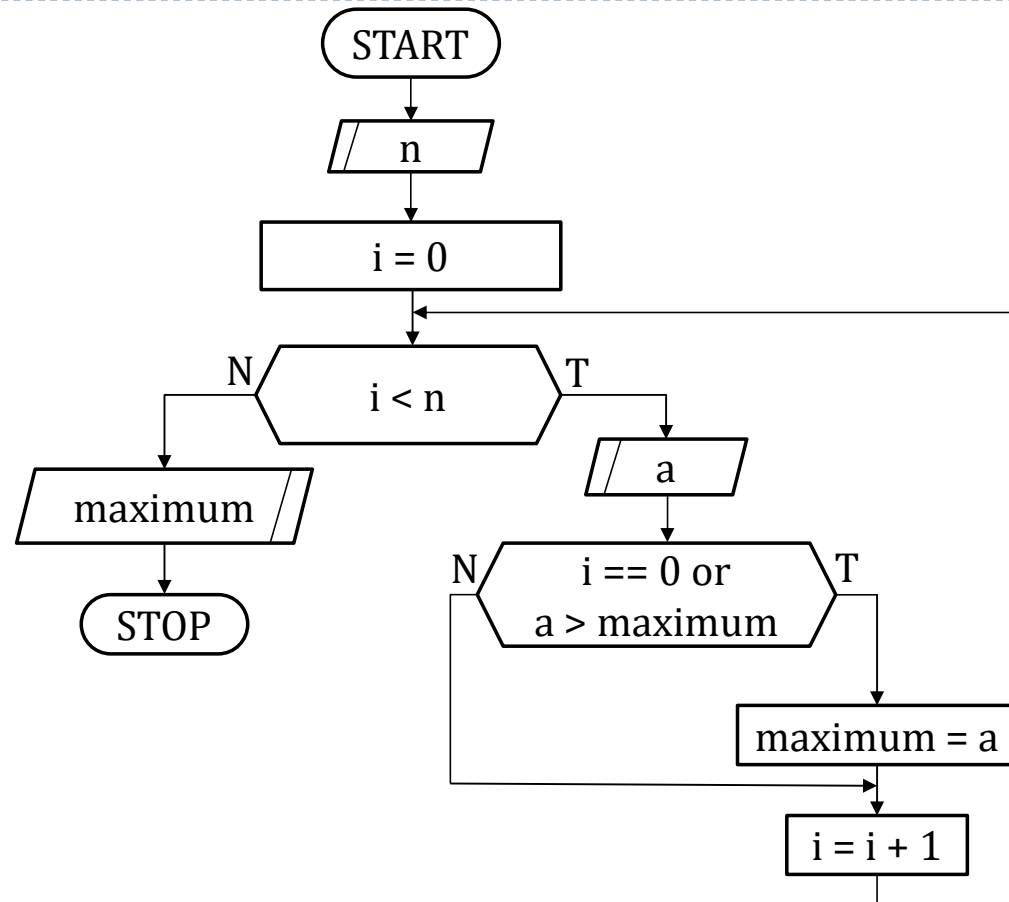 START
n
i = 0
N
T
i < n
a
maximum
N
T
i == 0 or
a > maximum
STOP
maximum = a
i = i + 1